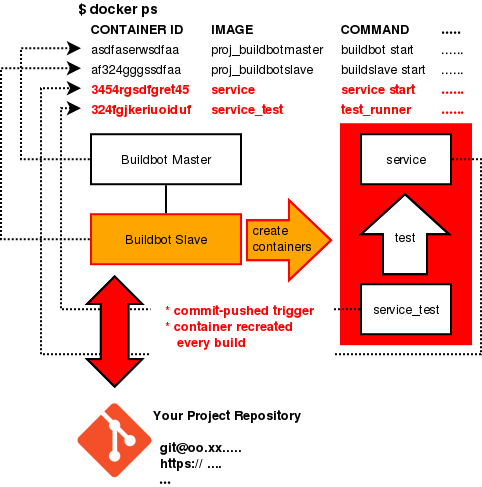 $ docker ps
CONTAINER ID IMAGE COMMAND .....
asdfaserwsdfaa proj_buildbotmaster buildbot start ......
af324gggssdfaa proj_buildbotslave buildslave start ......
3454rgsdfgret45 service service start ......
324fgjkeriuoiduf service_test test_runner ......
Buildbot Master
service
Buildbot Slave
create
containers
test
service_test
* commit-pushed trigger
* container recreated
every build
Your Project Repository
git@oo.xx.....
https:// ....
...